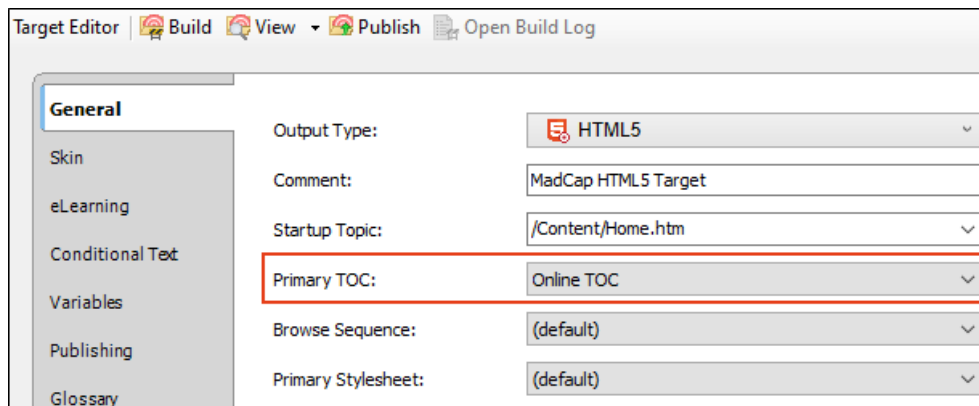 Target Editor Build View Publish Open Build Log
General
Skin
eLearning
Conditional Text
Variables
Publishing
Glossary
Output Type: HTML5
Comment: MadCap HTML5 Target
Startup Topic: /Content/Home.htm
Primary TOC: Online TOC
Browse Sequence: (default)
Primary Stylesheet: (default)